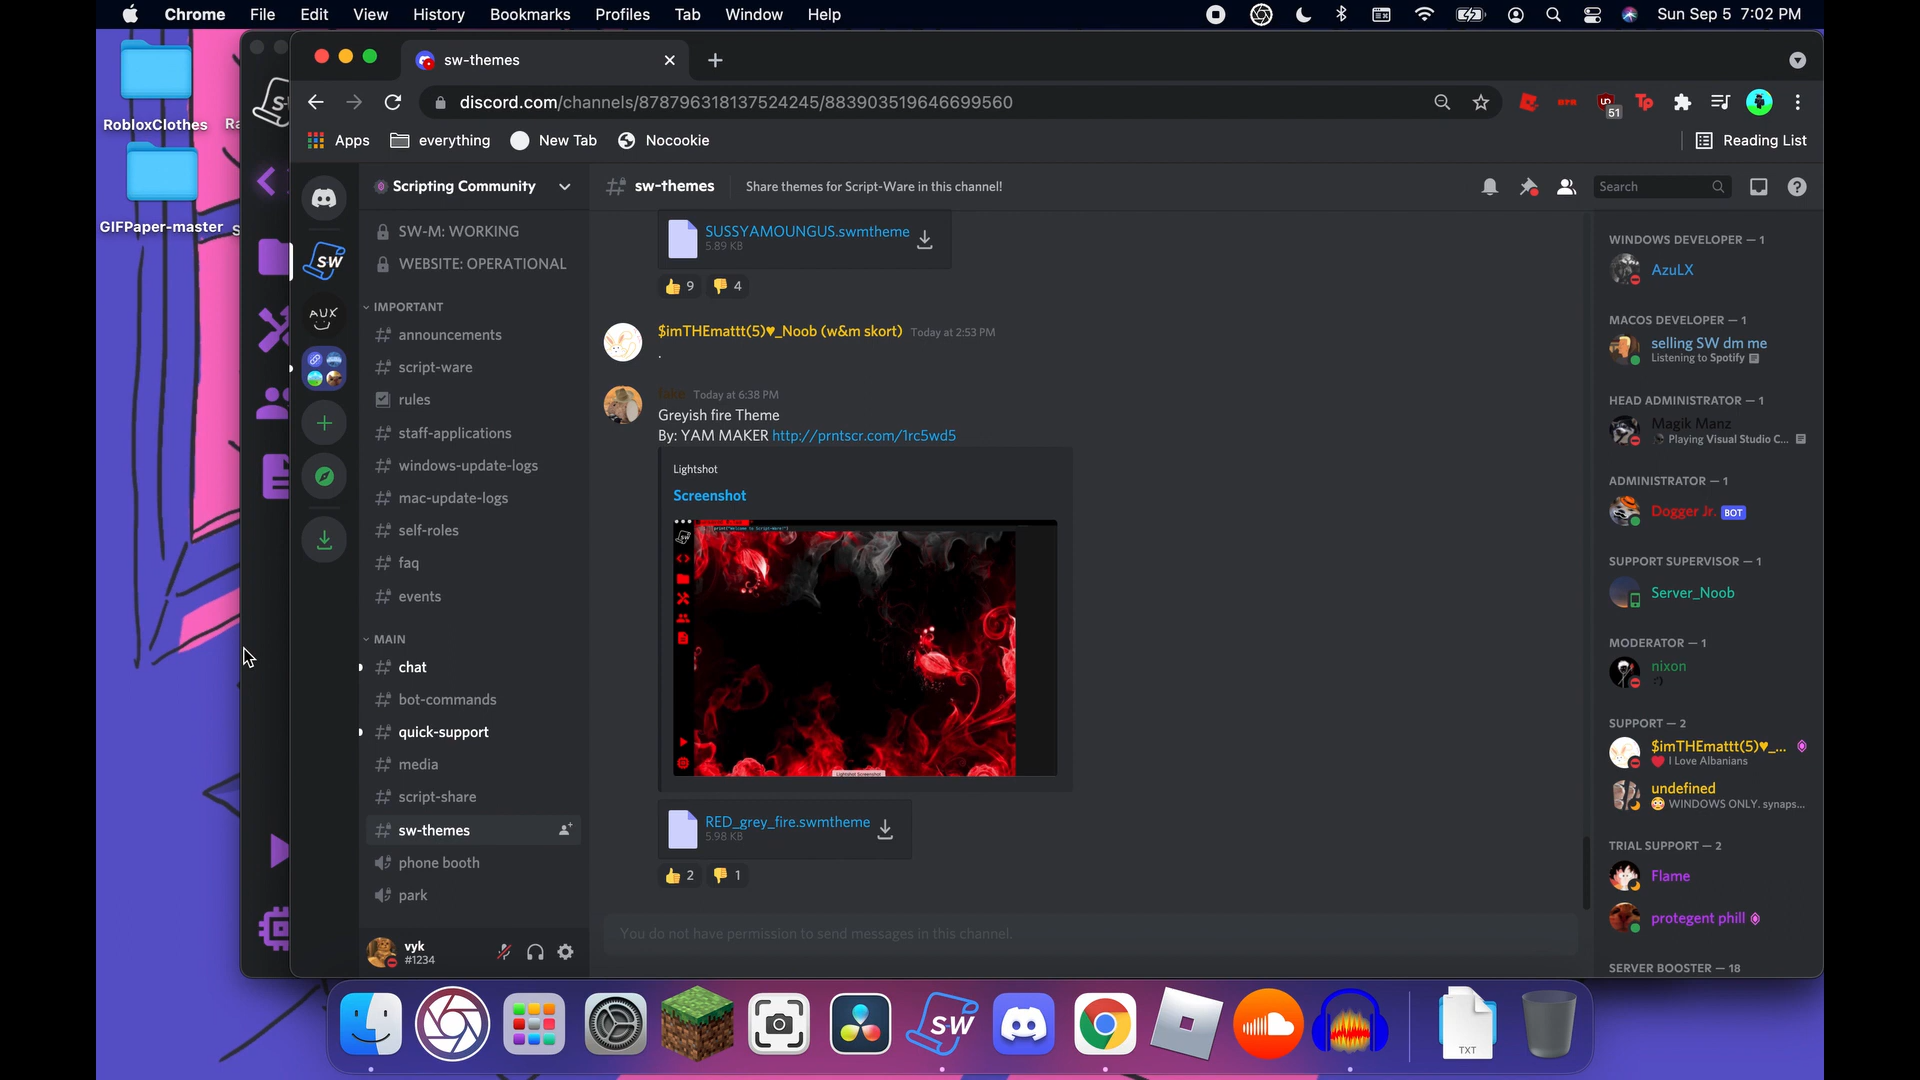 Chrome File Edit View History Bookmarks Profiles Tab Window Help Sun Sep 5 7:02 PM
RobloxClothes
GIFPaper-master
sw-themes
discord.com/channels/878796318137524245/883903519646699560
51
Apps everything New Tab Nocookie Reading List
Scripting Community
SW-M: WORKING
WEBSITE: OPERATIONAL
IMPORTANT
announcements
script-ware
rules
staff-applications
windows-update-logs
mac-update-logs
self-roles
faq
events
MAIN
chat
bot-commands
quick-support
media
script-share
sw-themes
phone booth
park
vyk
#1234
SW
AUX
sw-themes Share themes for Script-Ware in this channel! Search
SUSSYAMOUNGUS.swmtheme
5.89 KB
9 4
$imTHEmattt(5)♥_Noob (w&m skort) Today at 2:53 PM
.
Today at 6:38 PM
Greyish fire Theme
By: YAM MAKER http://prntscr.com/1rc5wd5
Lightshot
Screenshot
Lightshot Screenshot
RED_grey_fire.swmtheme
5.98 KB
2 1
You do not have permission to send messages in this channel.
WINDOWS DEVELOPER — 1
AzuLX
MACOS DEVELOPER — 1
selling SW dm me
Listening to Spotify
HEAD ADMINISTRATOR — 1
Magik Manz
Playing Visual Studio C...
ADMINISTRATOR — 1
Dogger Jr. BOT
SUPPORT SUPERVISOR — 1
Server_Noob
MODERATOR — 1
nixon
:')
SUPPORT — 2
$imTHEmattt(5)♥_...
I Love Albanians
undefined
WINDOWS ONLY. synaps...
TRIAL SUPPORT — 2
Flame
protegent phill
SERVER BOOSTER — 18
SW
TXT